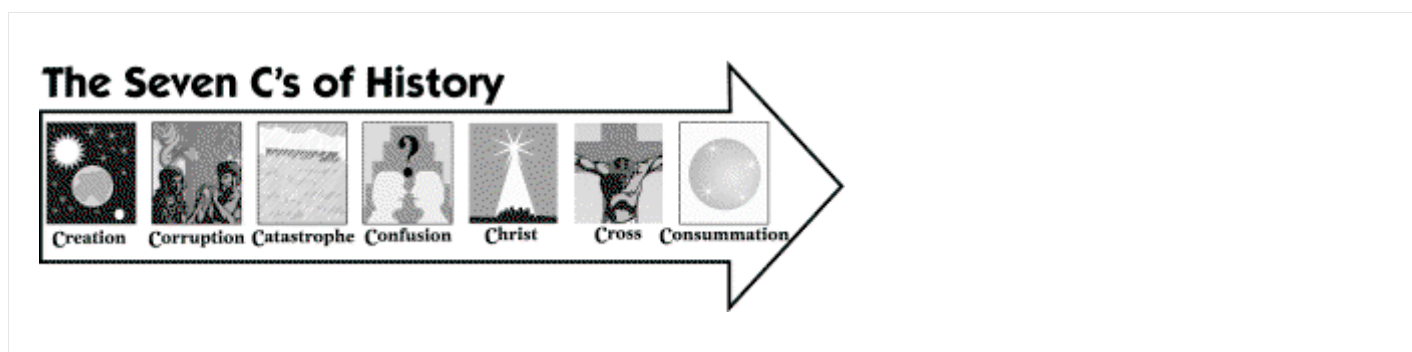 The Seven C's of History
?
Creation Corruption Catastrophe Confusion Christ Cross Consummation